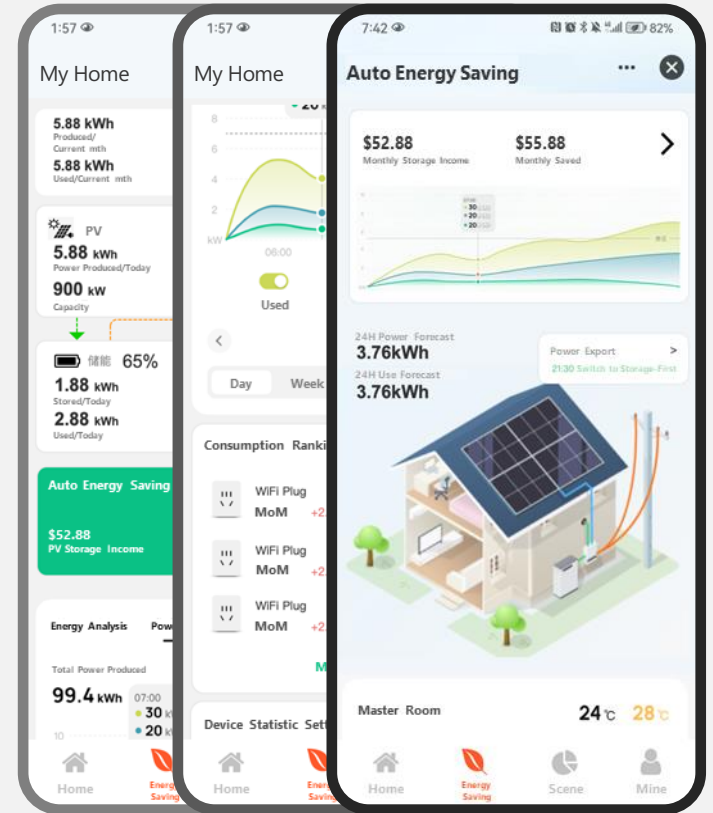 1:57
My Home
5.88 kWh
Produced/
Current mth
5.88 kWh
Used/Current mth
PV
5.88 kWh
Power Produced/Today
900 kW
Capacity
储能 65%
1.88 kWh
Stored/Today
2.88 kWh
Used/Today
Auto Energy Saving
$52.88
PV Storage Income
Energy Analysis
Total Power Produced
99.4 kWh
07:00
30
20
10
Home
Energy
Saving
1:57
My Home
20
8
6
4
2
kW
06:00
Used
Day Week
Consumption
WiFi Plug
MoM +2.
WiFi Plug
MoM +2.
WiFi Plug
MoM +2.
Device Statistic
Home
Saving
7:42 82%
Auto Energy Saving
$52.88 $55.88
Monthly Storage Income Monthly Saved
30
20
20
24H Power Forecast
3.76kWh
24H Use Forecast
3.76kWh
Power Export >
21:30 Switch to Storage-First
Master Room 24℃ 28℃
Home Energy Saving Scene Mine